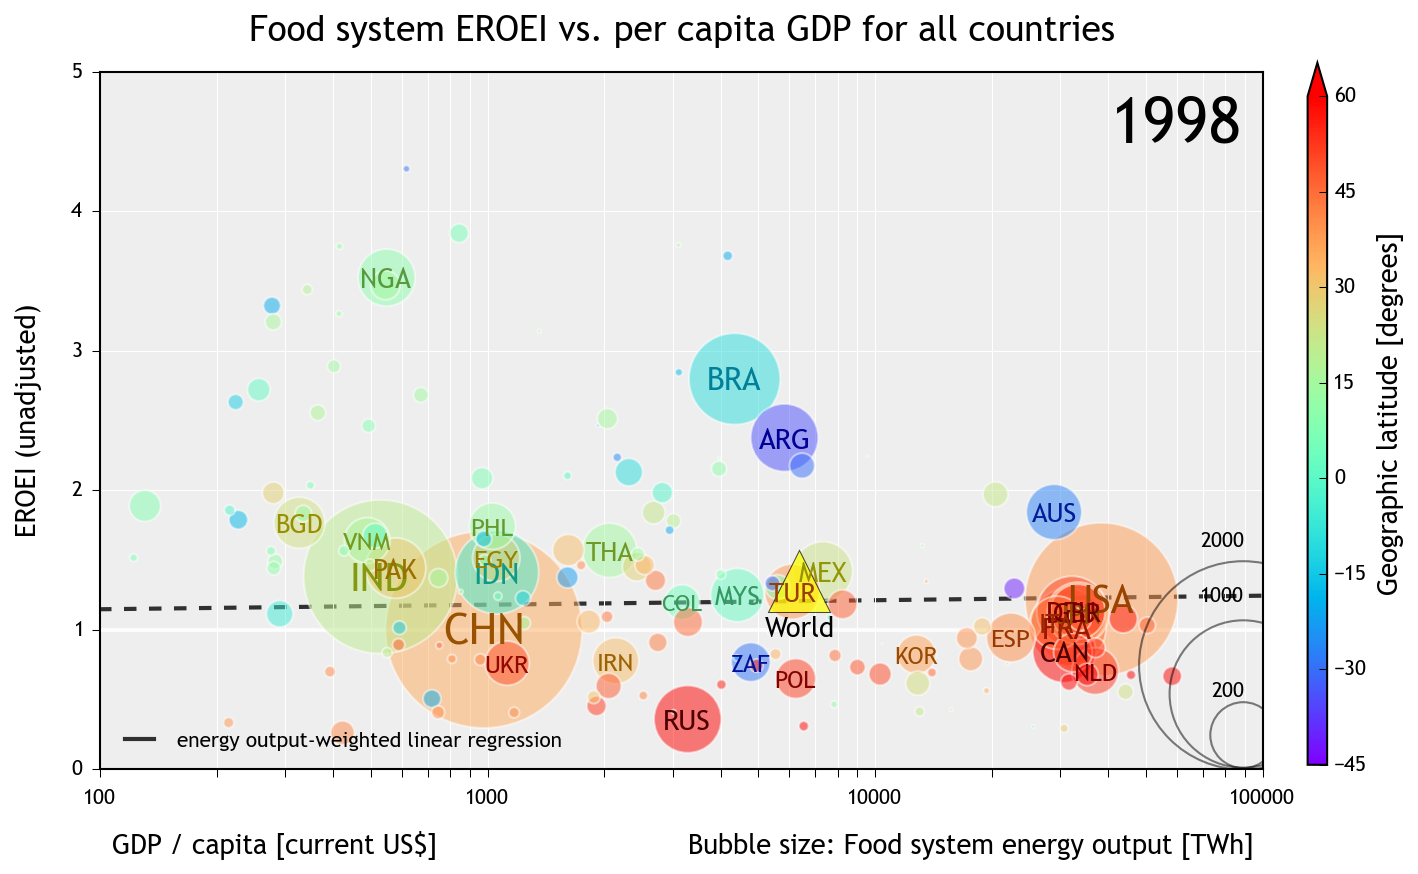 Food system EROEI vs. per capita GDP for all countries
1998
5
4
3
2
1
0
EROEI (unadjusted)
NGA
BRA
ARG
AUS
BGD
VNM
PHL
THA
PAK
IND
EGY
IDN
MEX
TUR
MYS
COL
World
USA
CHN
UKR
IRN
ZAF
POL
KOR
ESP
GBR
FRA
CAN
NLD
RUS
2000
1000
200
energy output-weighted linear regression
100
1000
10000
100000
GDP / capita [current US$]
Bubble size: Food system energy output [TWh]
60
45
30
15
0
−15
−30
−45
Geographic latitude [degrees]